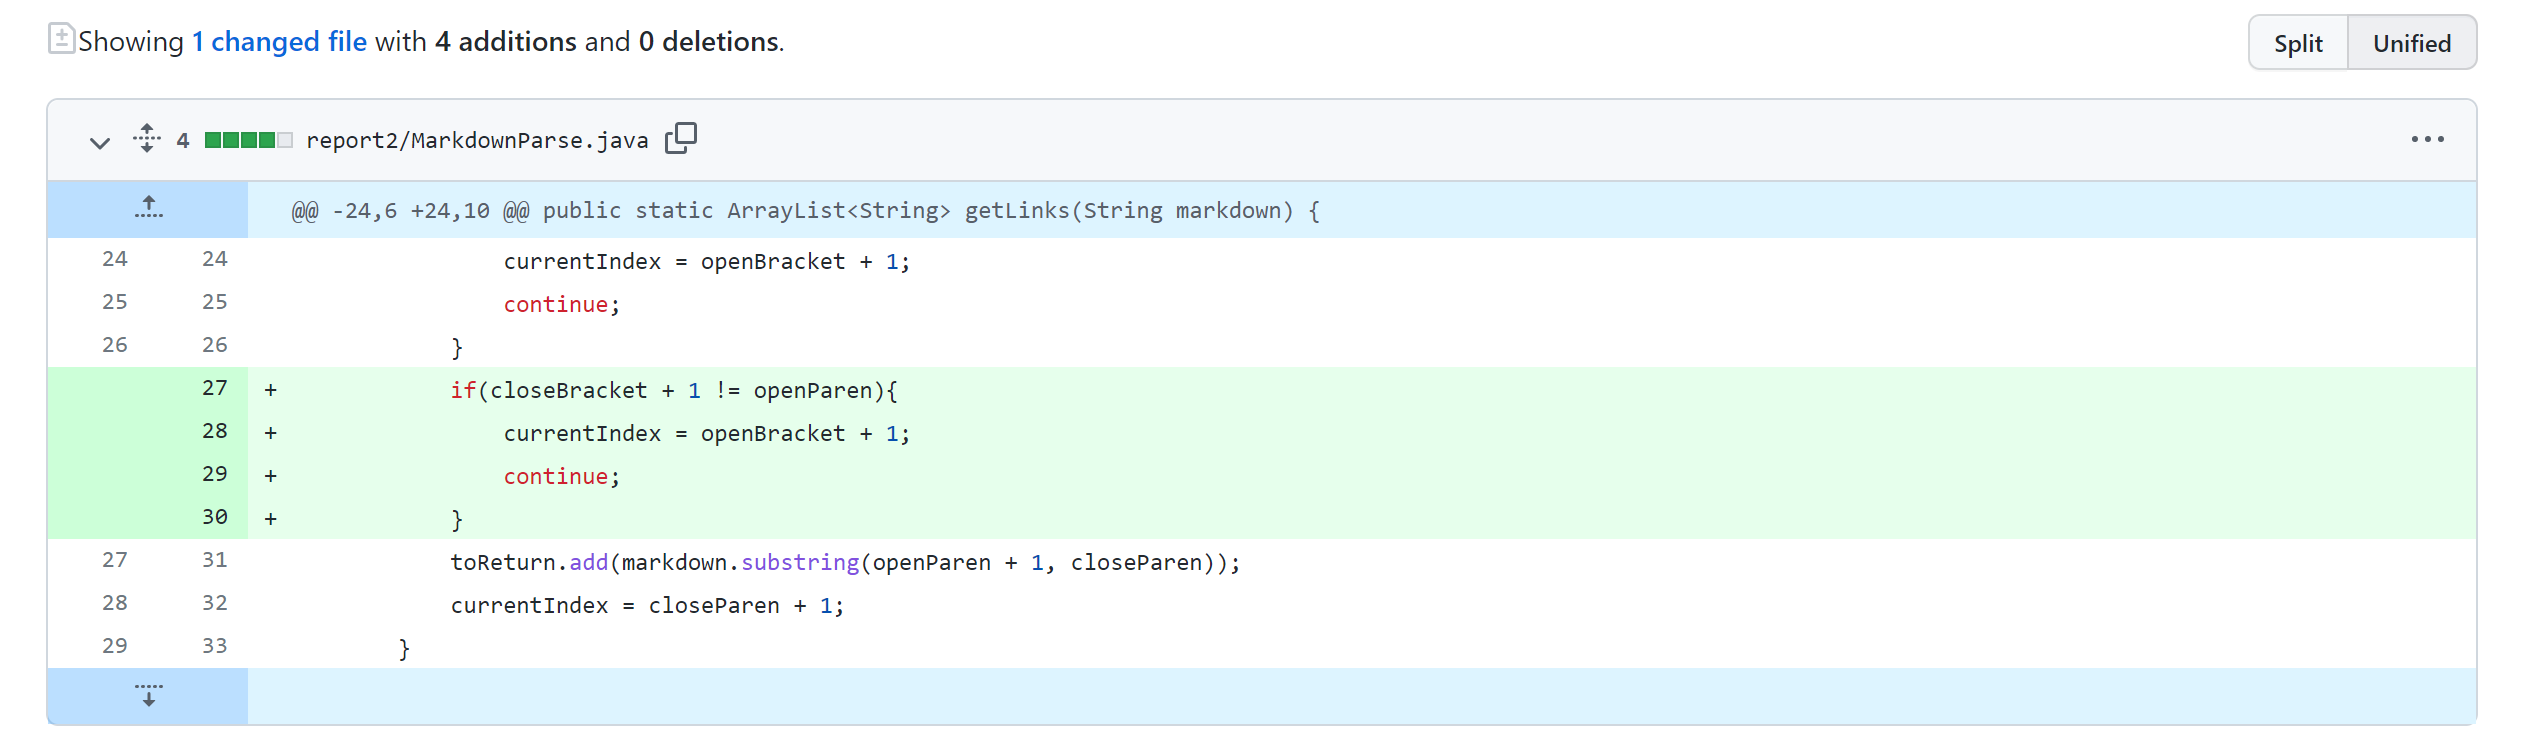 Showing 1 changed file with 4 additions and 0 deletions.
Split Unified
4 report2/MarkdownParse.java
@@ -24,6 +24,10 @@ public static ArrayList<String> getLinks(String markdown) {
24 24 currentIndex = openBracket + 1;
25 25 continue;
26 26 }
27 + if(closeBracket + 1 != openParen){
28 + currentIndex = openBracket + 1;
29 + continue;
30 + }
27 31 toReturn.add(markdown.substring(openParen + 1, closeParen));
28 32 currentIndex = closeParen + 1;
29 33 }